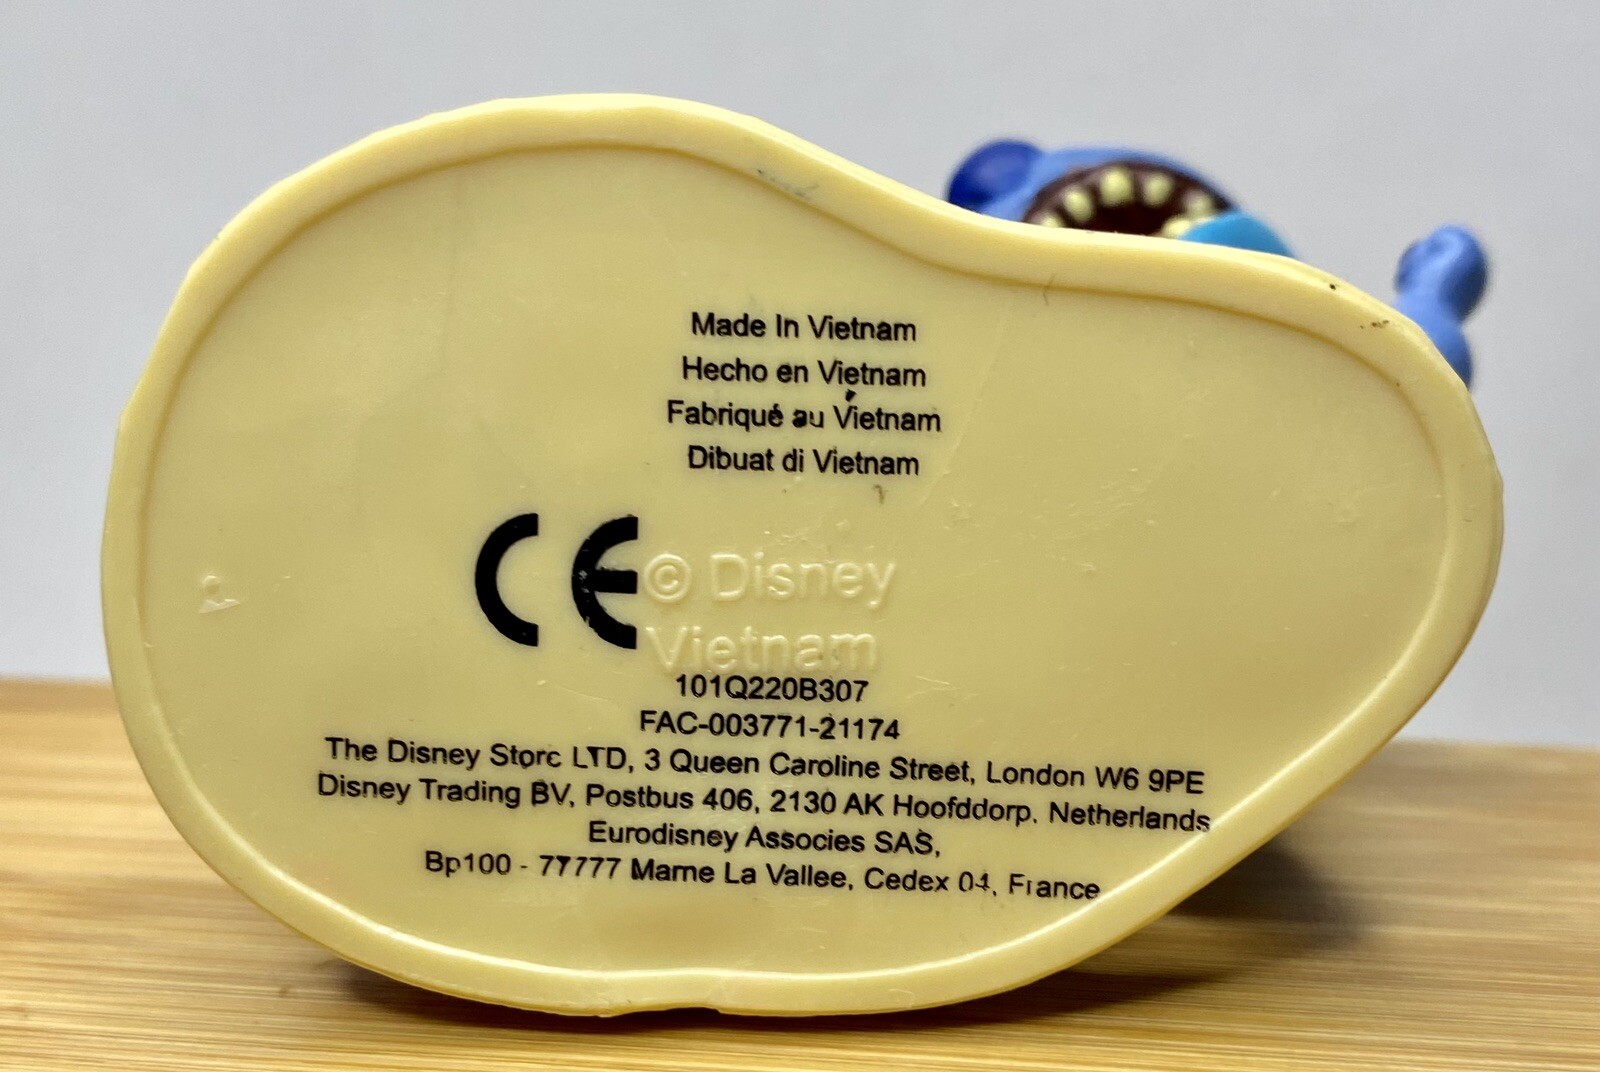 Made In Vietnam
Hecho en Vietnam
Fabriqué au Vietnam
Dibuat di Vietnam
CE
© Disney
Vietnam
101Q220B307
FAC-003771-21174
The Disney Store LTD, 3 Queen Caroline Street, London W6 9PE
Disney Trading BV, Postbus 406, 2130 AK Hoofddorp, Netherlands
Eurodisney Associes SAS,
Bp100 - 77777 Marne La Vallee, Cedex 04, France